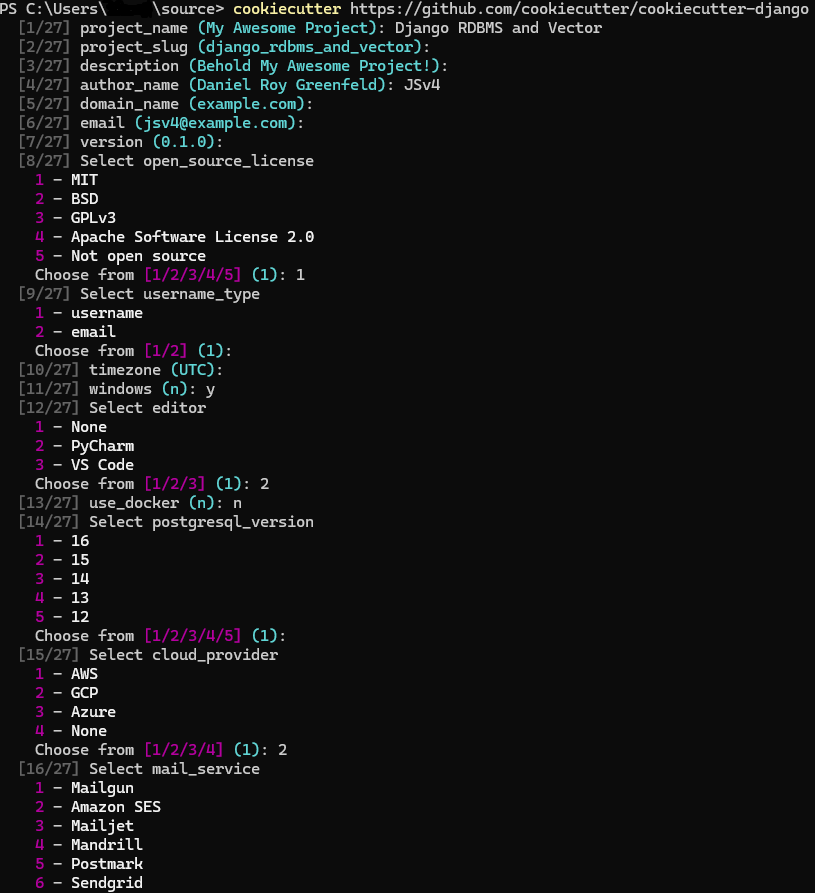 PS C:\Users\ \source> cookiecutter https://github.com/cookiecutter/cookiecutter-django
[1/27] project_name (My Awesome Project): Django RDBMS and Vector
[2/27] project_slug (django_rdbms_and_vector):
[3/27] description (Behold My Awesome Project!):
[4/27] author_name (Daniel Roy Greenfeld): JSv4
[5/27] domain_name (example.com):
[6/27] email (jsv4@example.com):
[7/27] version (0.1.0):
[8/27] Select open_source_license
1 - MIT
2 - BSD
3 - GPLv3
4 - Apache Software License 2.0
5 - Not open source
Choose from [1/2/3/4/5] (1): 1
[9/27] Select username_type
1 - username
2 - email
Choose from [1/2] (1):
[10/27] timezone (UTC):
[11/27] windows (n): y
[12/27] Select editor
1 - None
2 - PyCharm
3 - VS Code
Choose from [1/2/3] (1): 2
[13/27] use_docker (n): n
[14/27] Select postgresql_version
1 - 16
2 - 15
3 - 14
4 - 13
5 - 12
Choose from [1/2/3/4/5] (1):
[15/27] Select cloud_provider
1 - AWS
2 - GCP
3 - Azure
4 - None
Choose from [1/2/3/4] (1): 2
[16/27] Select mail_service
1 - Mailgun
2 - Amazon SES
3 - Mailjet
4 - Mandrill
5 - Postmark
6 - Sendgrid